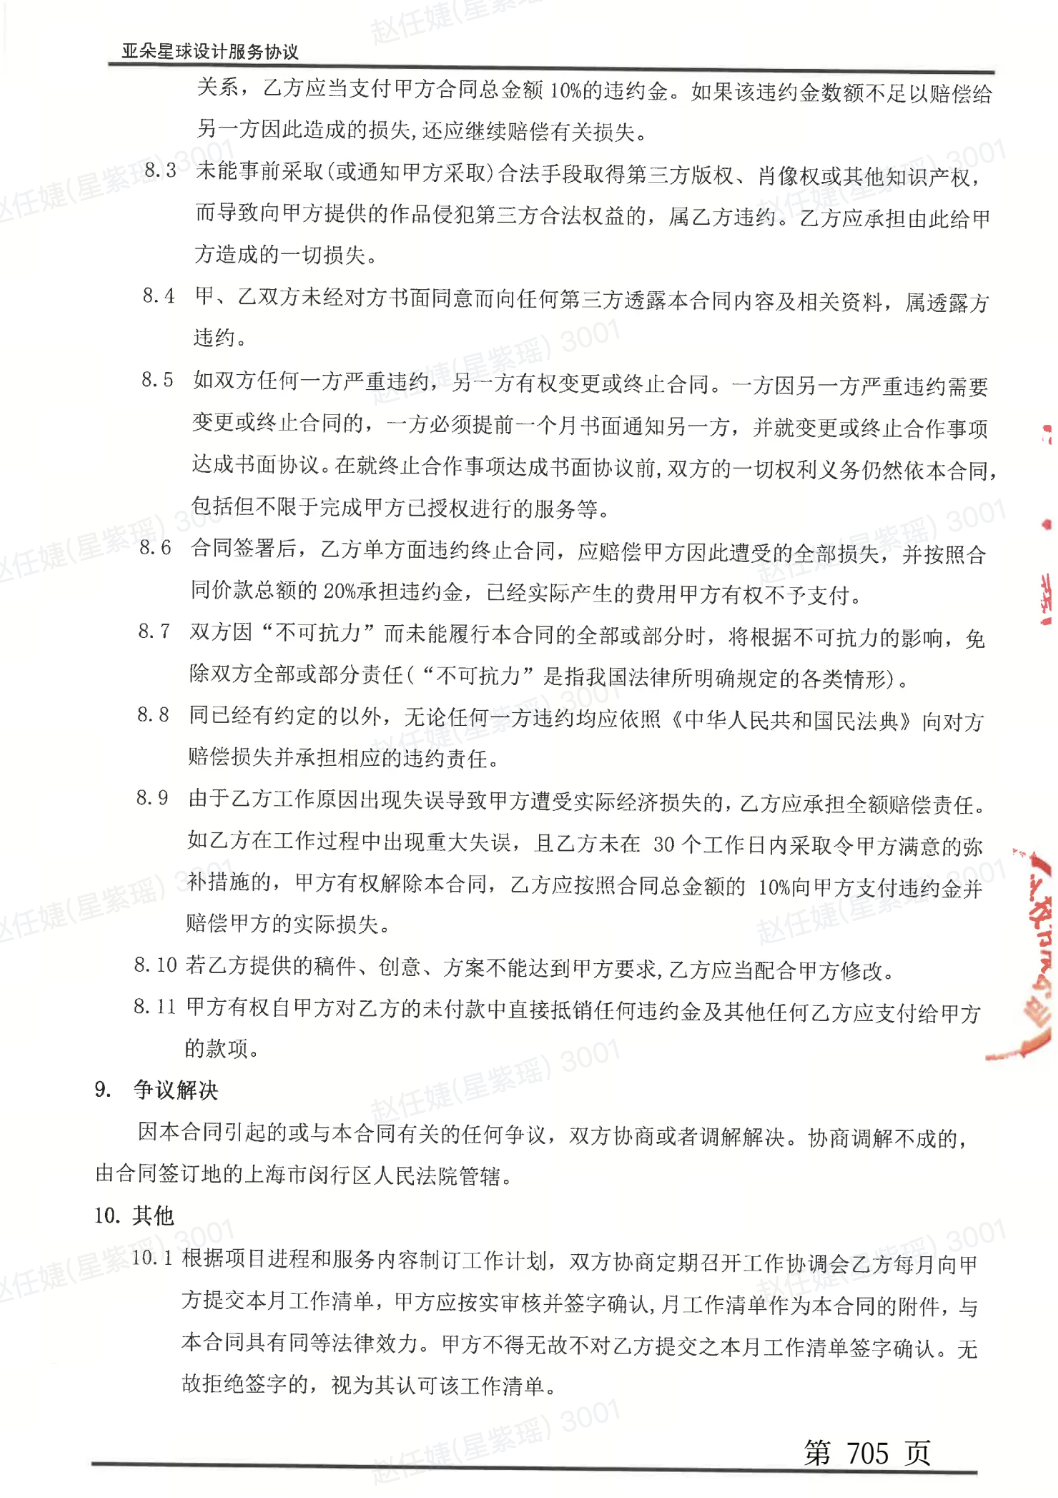 亚朵星球设计服务协议
关系，乙方应当支付甲方合同总金额 10%的违约金。如果该违约金数额不足以赔偿给
另一方因此造成的损失,还应继续赔偿有关损失。
8.3 未能事前采取(或通知甲方采取)合法手段取得第三方版权、肖像权或其他知识产权，
而导致向甲方提供的作品侵犯第三方合法权益的，属乙方违约。乙方应承担由此给甲
方造成的一切损失。
8.4 甲、乙双方未经对方书面同意而向任何第三方透露本合同内容及相关资料，属透露方
违约。
8.5 如双方任何一方严重违约，另一方有权变更或终止合同。一方因另一方严重违约需要
变更或终止合同的，一方必须提前一个月书面通知另一方，并就变更或终止合作事项
达成书面协议。在就终止合作事项达成书面协议前,双方的一切权利义务仍然依本合同，
包括但不限于完成甲方已授权进行的服务等。
8.6 合同签署后，乙方单方面违约终止合同，应赔偿甲方因此遭受的全部损失，并按照合
同价款总额的 20%承担违约金，已经实际产生的费用甲方有权不予支付。
8.7 双方因“不可抗力”而未能履行本合同的全部或部分时，将根据不可抗力的影响，免
除双方全部或部分责任(“不可抗力”是指我国法律所明确规定的各类情形)。
8.8 同已经有约定的以外，无论任何一方违约均应依照《中华人民共和国民法典》向对方
赔偿损失并承担相应的违约责任。
8.9 由于乙方工作原因出现失误导致甲方遭受实际经济损失的，乙方应承担全额赔偿责任。
如乙方在工作过程中出现重大失误，且乙方未在 30 个工作日内采取令甲方满意的弥
补措施的，甲方有权解除本合同，乙方应按照合同总金额的 10%向甲方支付违约金并
赔偿甲方的实际损失。
8.10 若乙方提供的稿件、创意、方案不能达到甲方要求,乙方应当配合甲方修改。
8.11 甲方有权自甲方对乙方的未付款中直接抵销任何违约金及其他任何乙方应支付给甲方
的款项。
9. 争议解决
因本合同引起的或与本合同有关的任何争议，双方协商或者调解解决。协商调解不成的，
由合同签订地的上海市闵行区人民法院管辖。
10. 其他
10.1 根据项目进程和服务内容制订工作计划，双方协商定期召开工作协调会乙方每月向甲
方提交本月工作清单，甲方应按实审核并签字确认,月工作清单作为本合同的附件，与
本合同具有同等法律效力。甲方不得无故不对乙方提交之本月工作清单签字确认。无
故拒绝签字的，视为其认可该工作清单。
第 705 页
赵任婕(星紫瑶) 3001